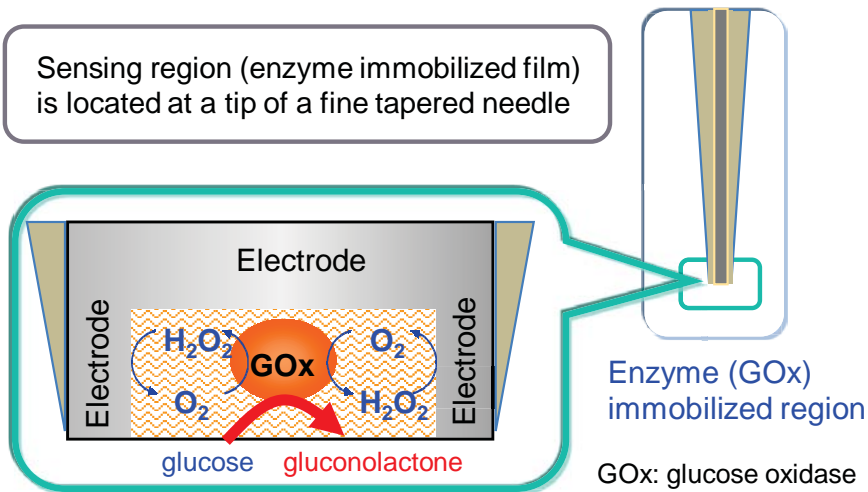 Sensing region (enzyme immobilized film)
is located at a tip of a fine tapered needle
Electrode
Electrode
Electrode
H₂O₂
O₂
GOx
O₂
H₂O₂
glucose
gluconolactone
Enzyme (GOx)
immobilized region
GOx: glucose oxidase